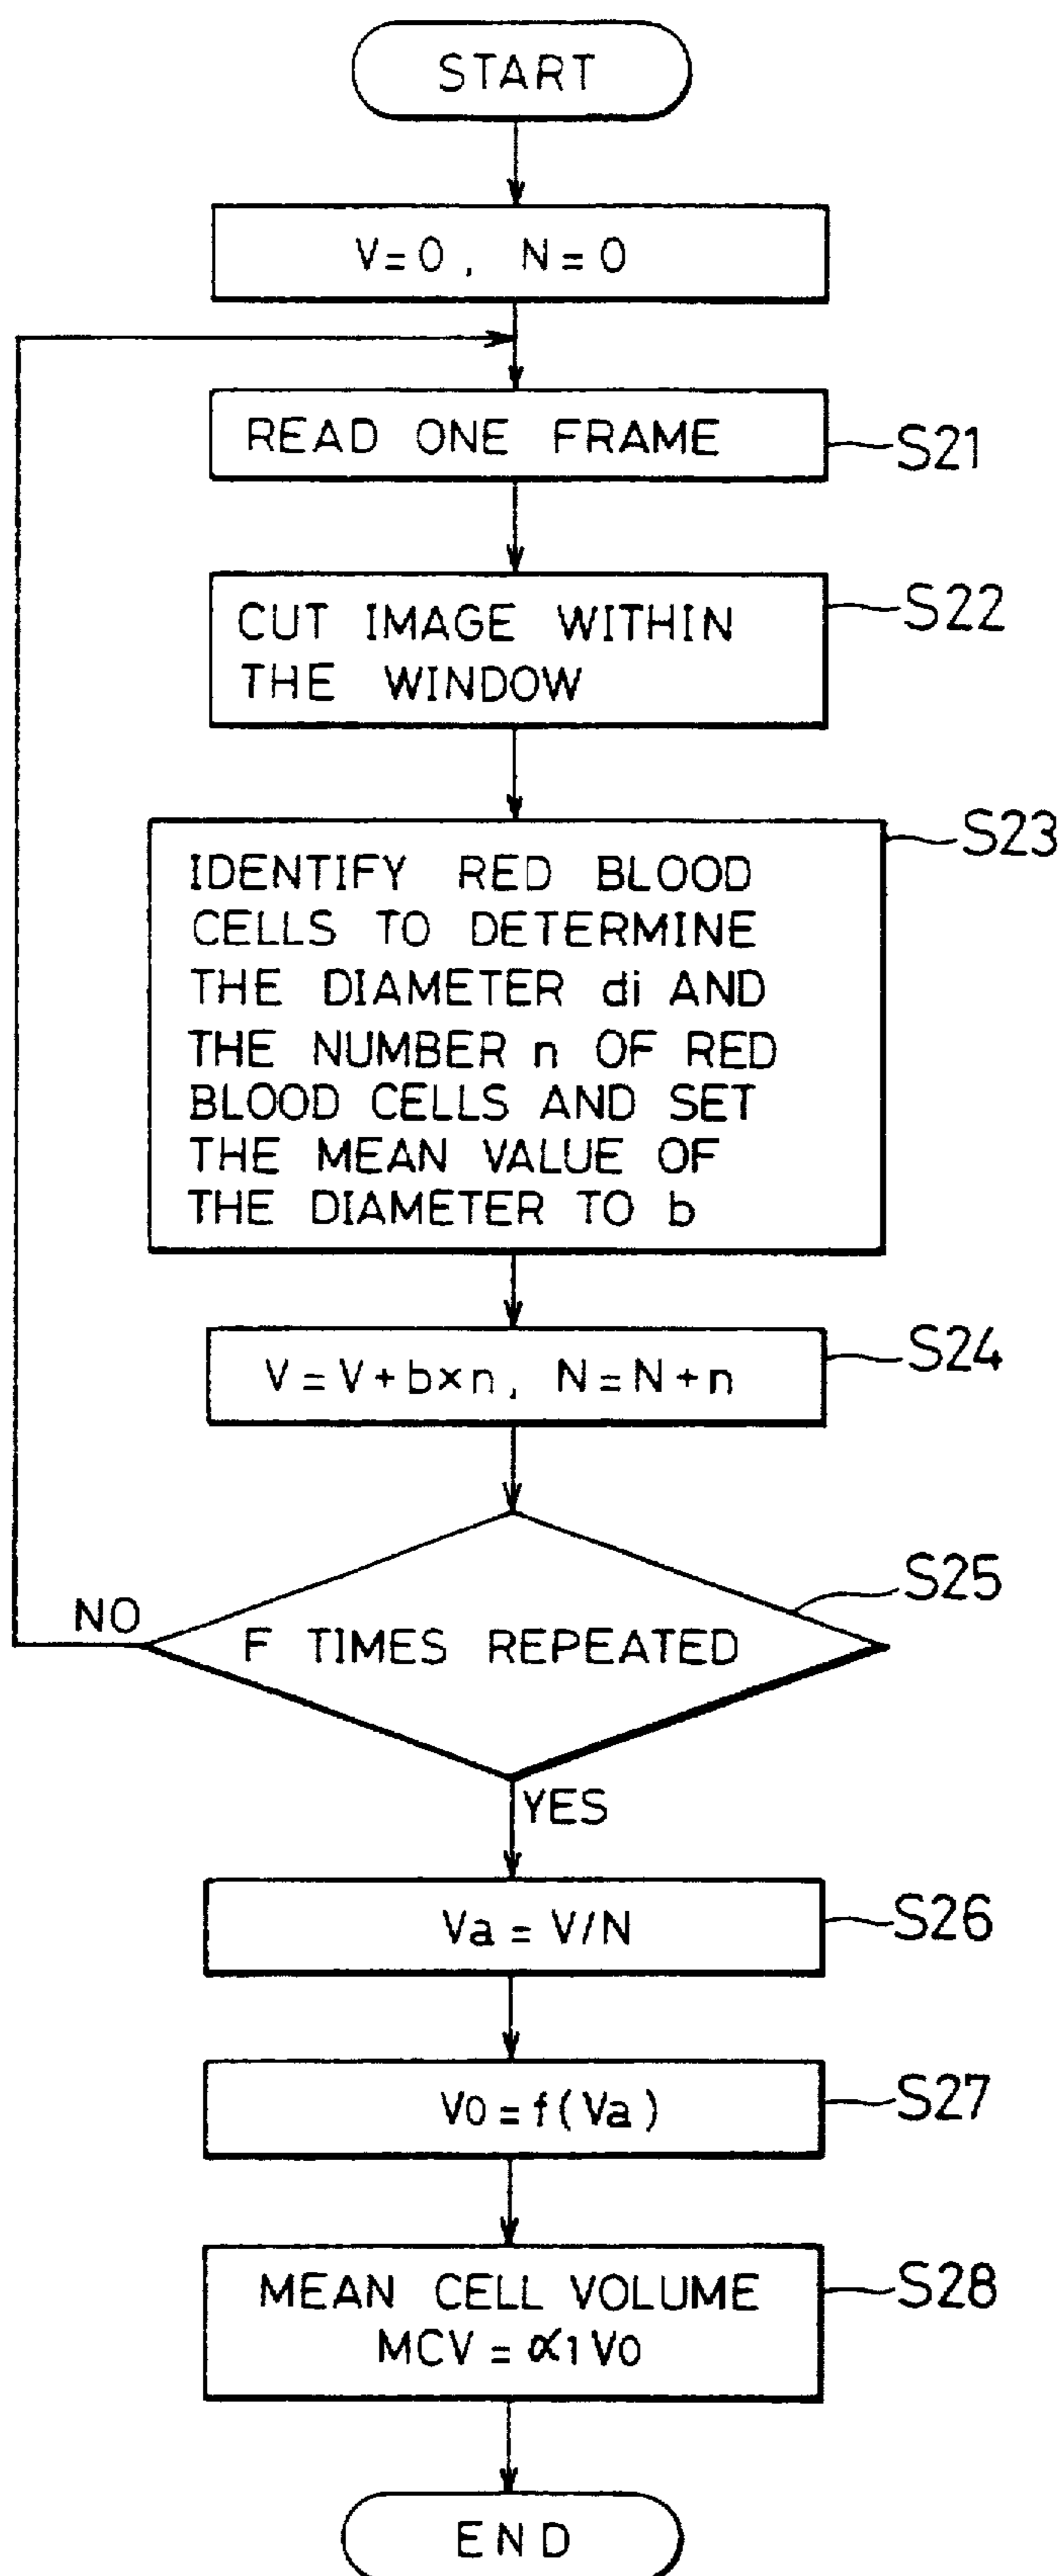 START
V=0, N=0
READ ONE FRAME
S21
CUT IMAGE WITHIN
THE WINDOW
S22
IDENTIFY RED BLOOD
CELLS TO DETERMINE
THE DIAMETER di AND
THE NUMBER n OF RED
BLOOD CELLS AND SET
THE MEAN VALUE OF
THE DIAMETER TO b
S23
V=V+b×n, N=N+n
S24
F TIMES REPEATED
S25
NO
YES
Va=V/N
S26
V0=f(Va)
S27
MEAN CELL VOLUME
MCV=α1V0
S28
END